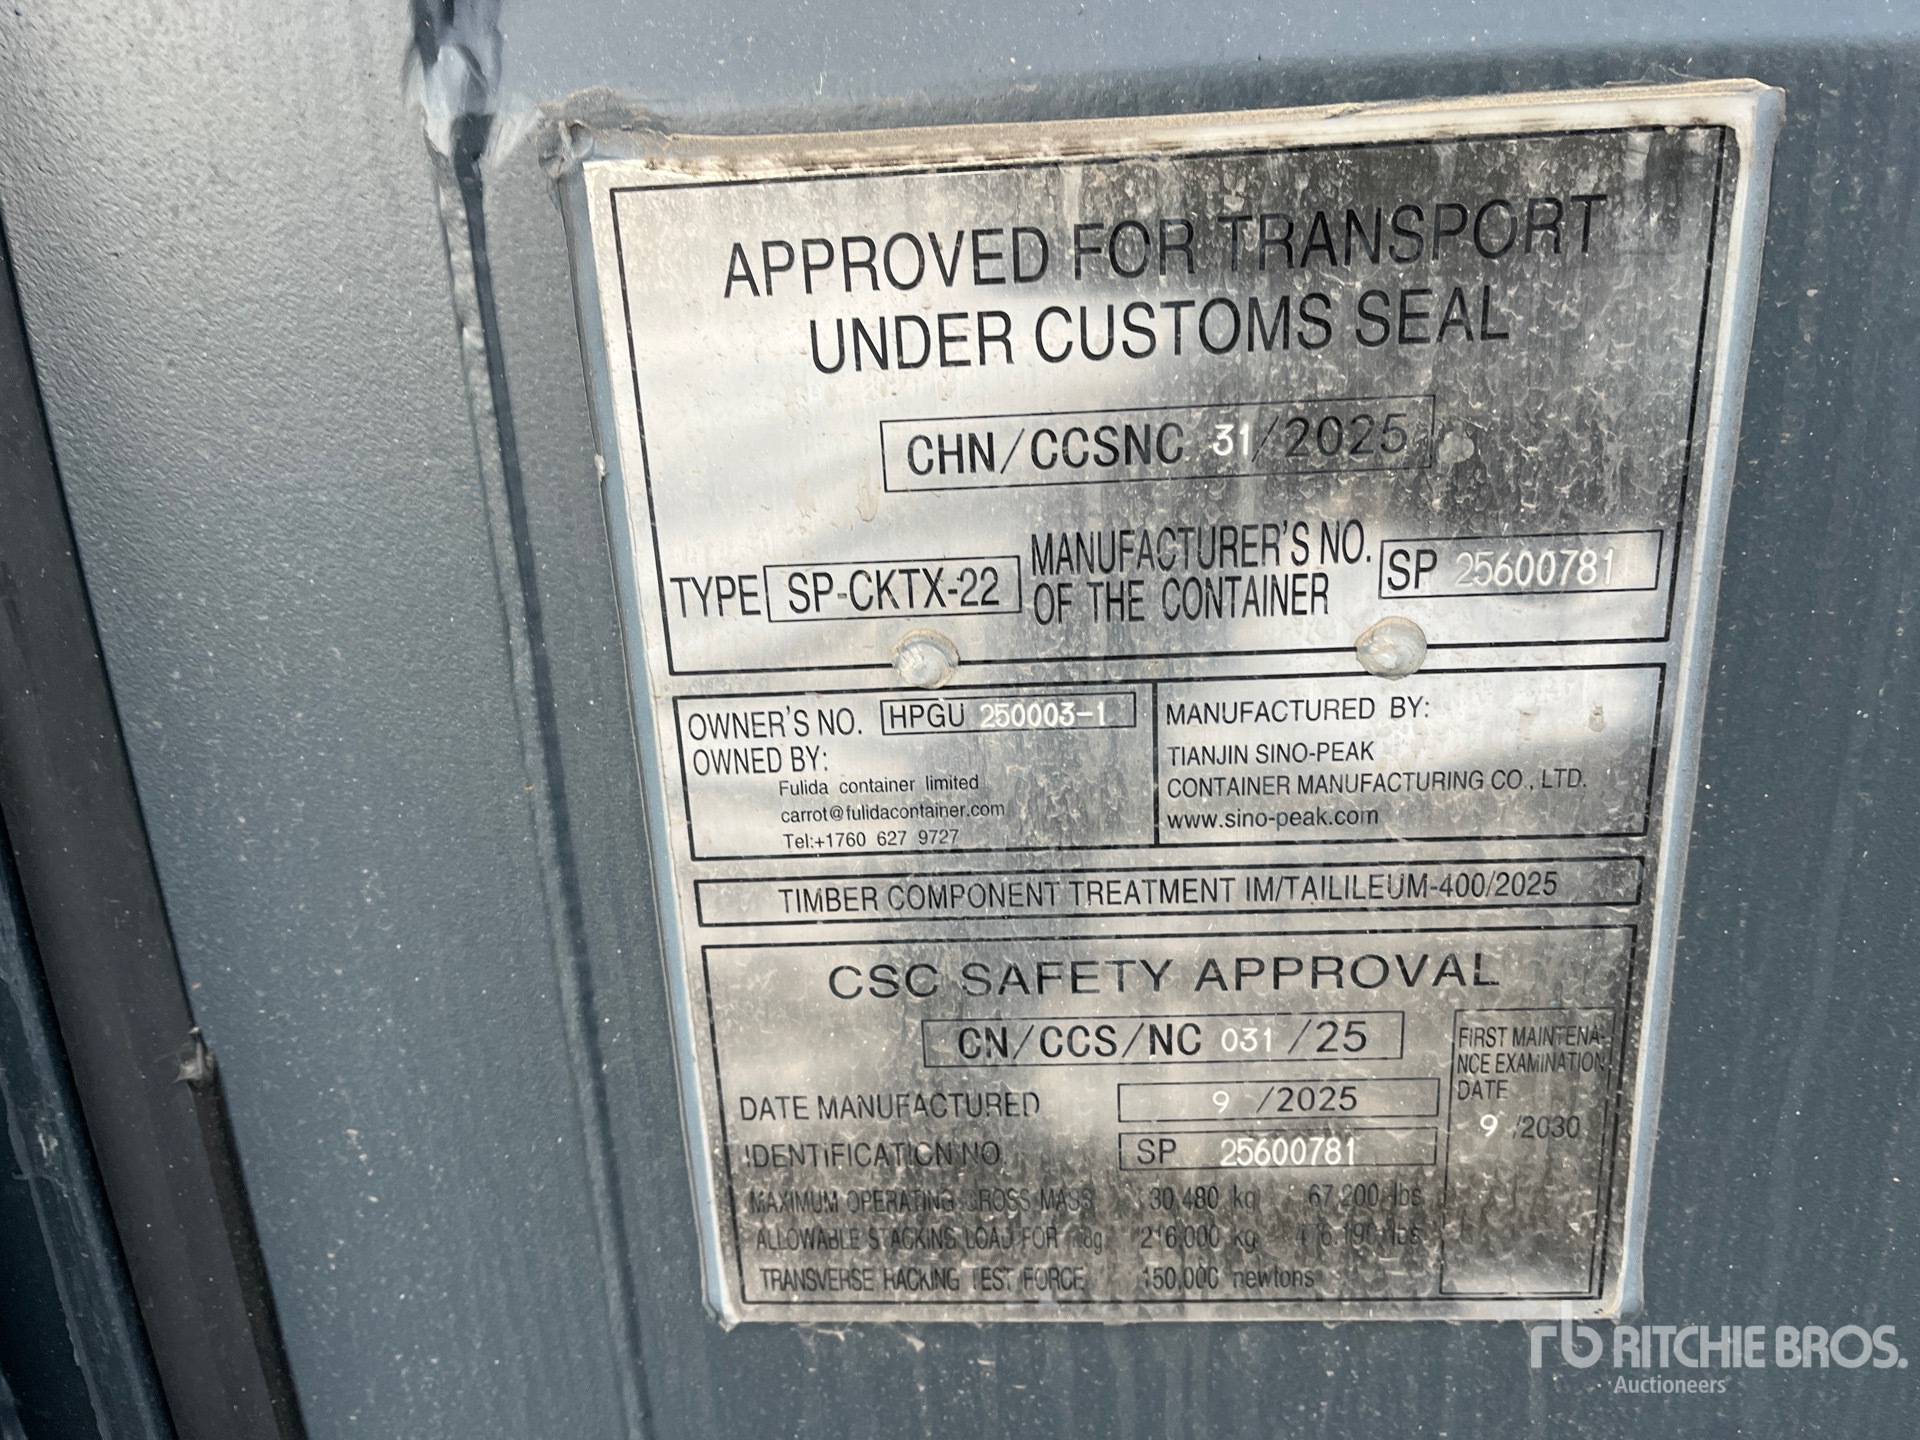 APPROVED FOR TRANSPORT
UNDER CUSTOMS SEAL
CHN/CCSNC 31/2025
TYPE SP-CKTX-22
MANUFACTURER'S NO.
OF THE CONTAINER
SP 25600781
OWNER'S NO. HPGU 250003-1
OWNED BY:
Fulida container limited
carrot@fulidacontainer.com
Tel:+1760 627 9727
MANUFACTURED BY:
TIANJIN SINO-PEAK
CONTAINER MANUFACTURING CO., LTD.
www.sino-peak.com
TIMBER COMPONENT TREATMENT IM/TAILILEUM-400/2025
CSC SAFETY APPROVAL
CN/CCS/NC 031/25
DATE MANUFACTURED 9 /2025
IDENTIFICATION NO. SP 25600781
MAXIMUM OPERATING GROSS MASS 30,480 kg 67,200 lbs
ALLOWABLE STACKING LOAD FOR 216,000 kg lbs
TRANSVERSE RACKING TEST FORCE 150,000 newtons
FIRST MAINTENA-
NCE EXAMINATION
DATE
9 /2030
rb RITCHIE BROS.
Auctioneers